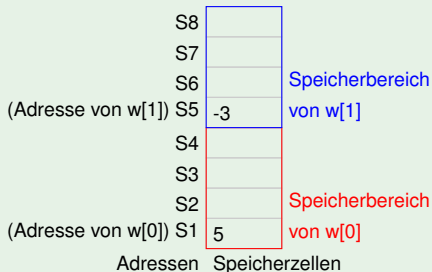 S8
S7
S6 Speicherbereich
(Adresse von w[1]) S5 -3 von w[1]
S4
S3
S2 Speicherbereich
(Adresse von w[0]) S1 5 von w[0]
Adressen Speicherzellen